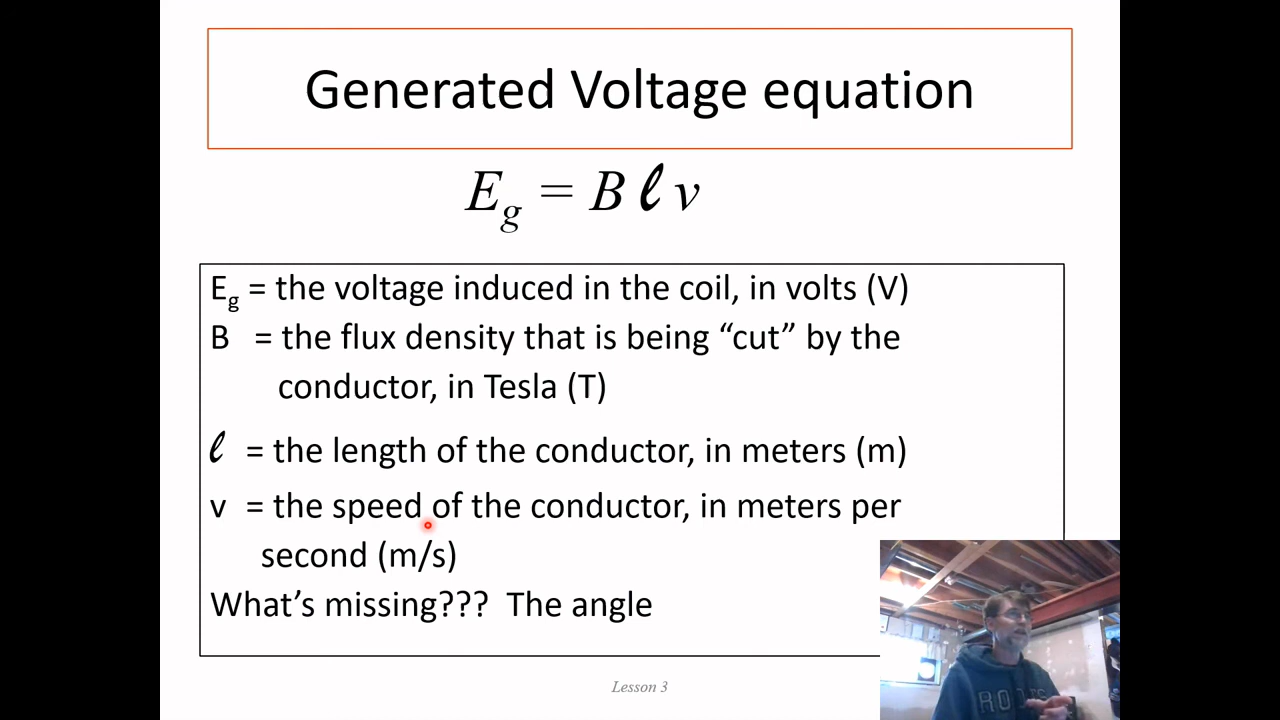 Generated Voltage equation
E_g = B ℓ v
E_g = the voltage induced in the coil, in volts (V)
B = the flux density that is being “cut” by the
conductor, in Tesla (T)
ℓ = the length of the conductor, in meters (m)
v = the speed of the conductor, in meters per
second (m/s)
What’s missing??? The angle
Lesson 3